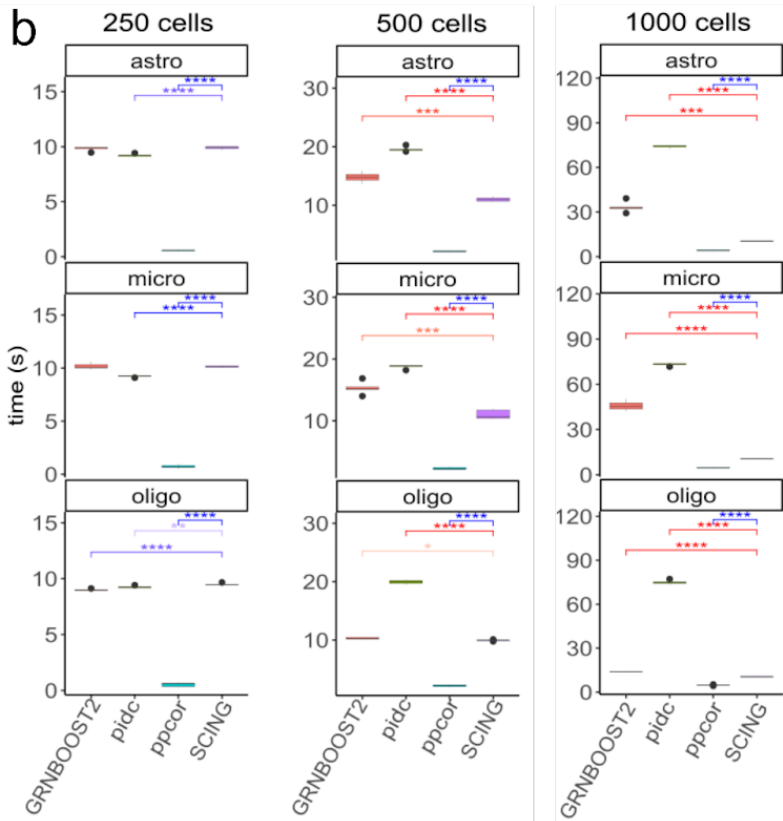 b
250 cells
500 cells
1000 cells
astro
astro
astro
15
10
5
0
****
****
30
20
10
****
****
***
120
90
60
30
0
****
****
***
micro
micro
micro
15
10
5
0
****
****
30
20
10
****
****
***
120
90
60
30
0
****
****
****
time (s)
oligo
oligo
oligo
15
10
5
0
****
**
****
30
20
10
****
****
*
120
90
60
30
0
****
****
****
GRNBOOST2
pidc
ppcor
SCING
GRNBOOST2
pidc
ppcor
SCING
GRNBOOST2
pidc
ppcor
SCING